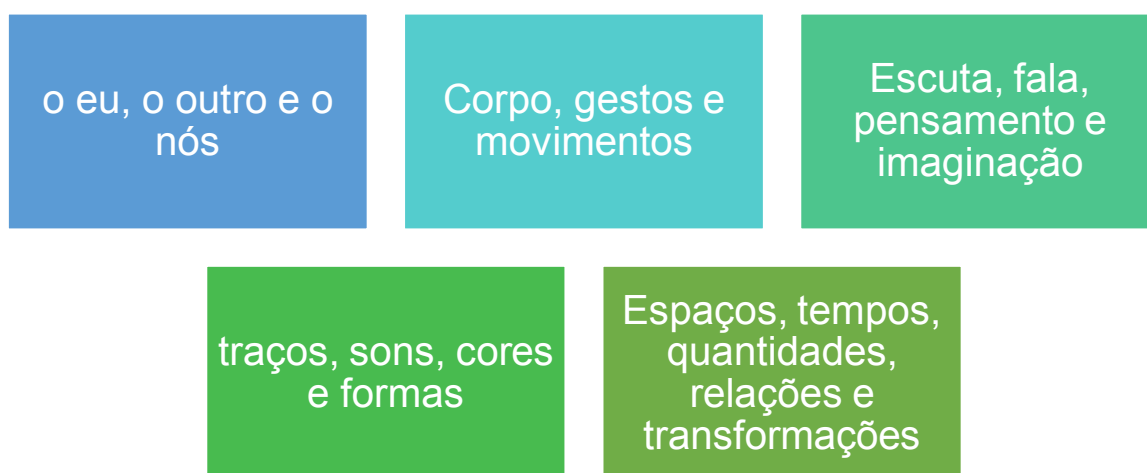 o eu, o outro e o
nós
Corpo, gestos e
movimentos
Escuta, fala,
pensamento e
imaginação
traços, sons, cores
e formas
Espaços, tempos,
quantidades,
relações e
transformações